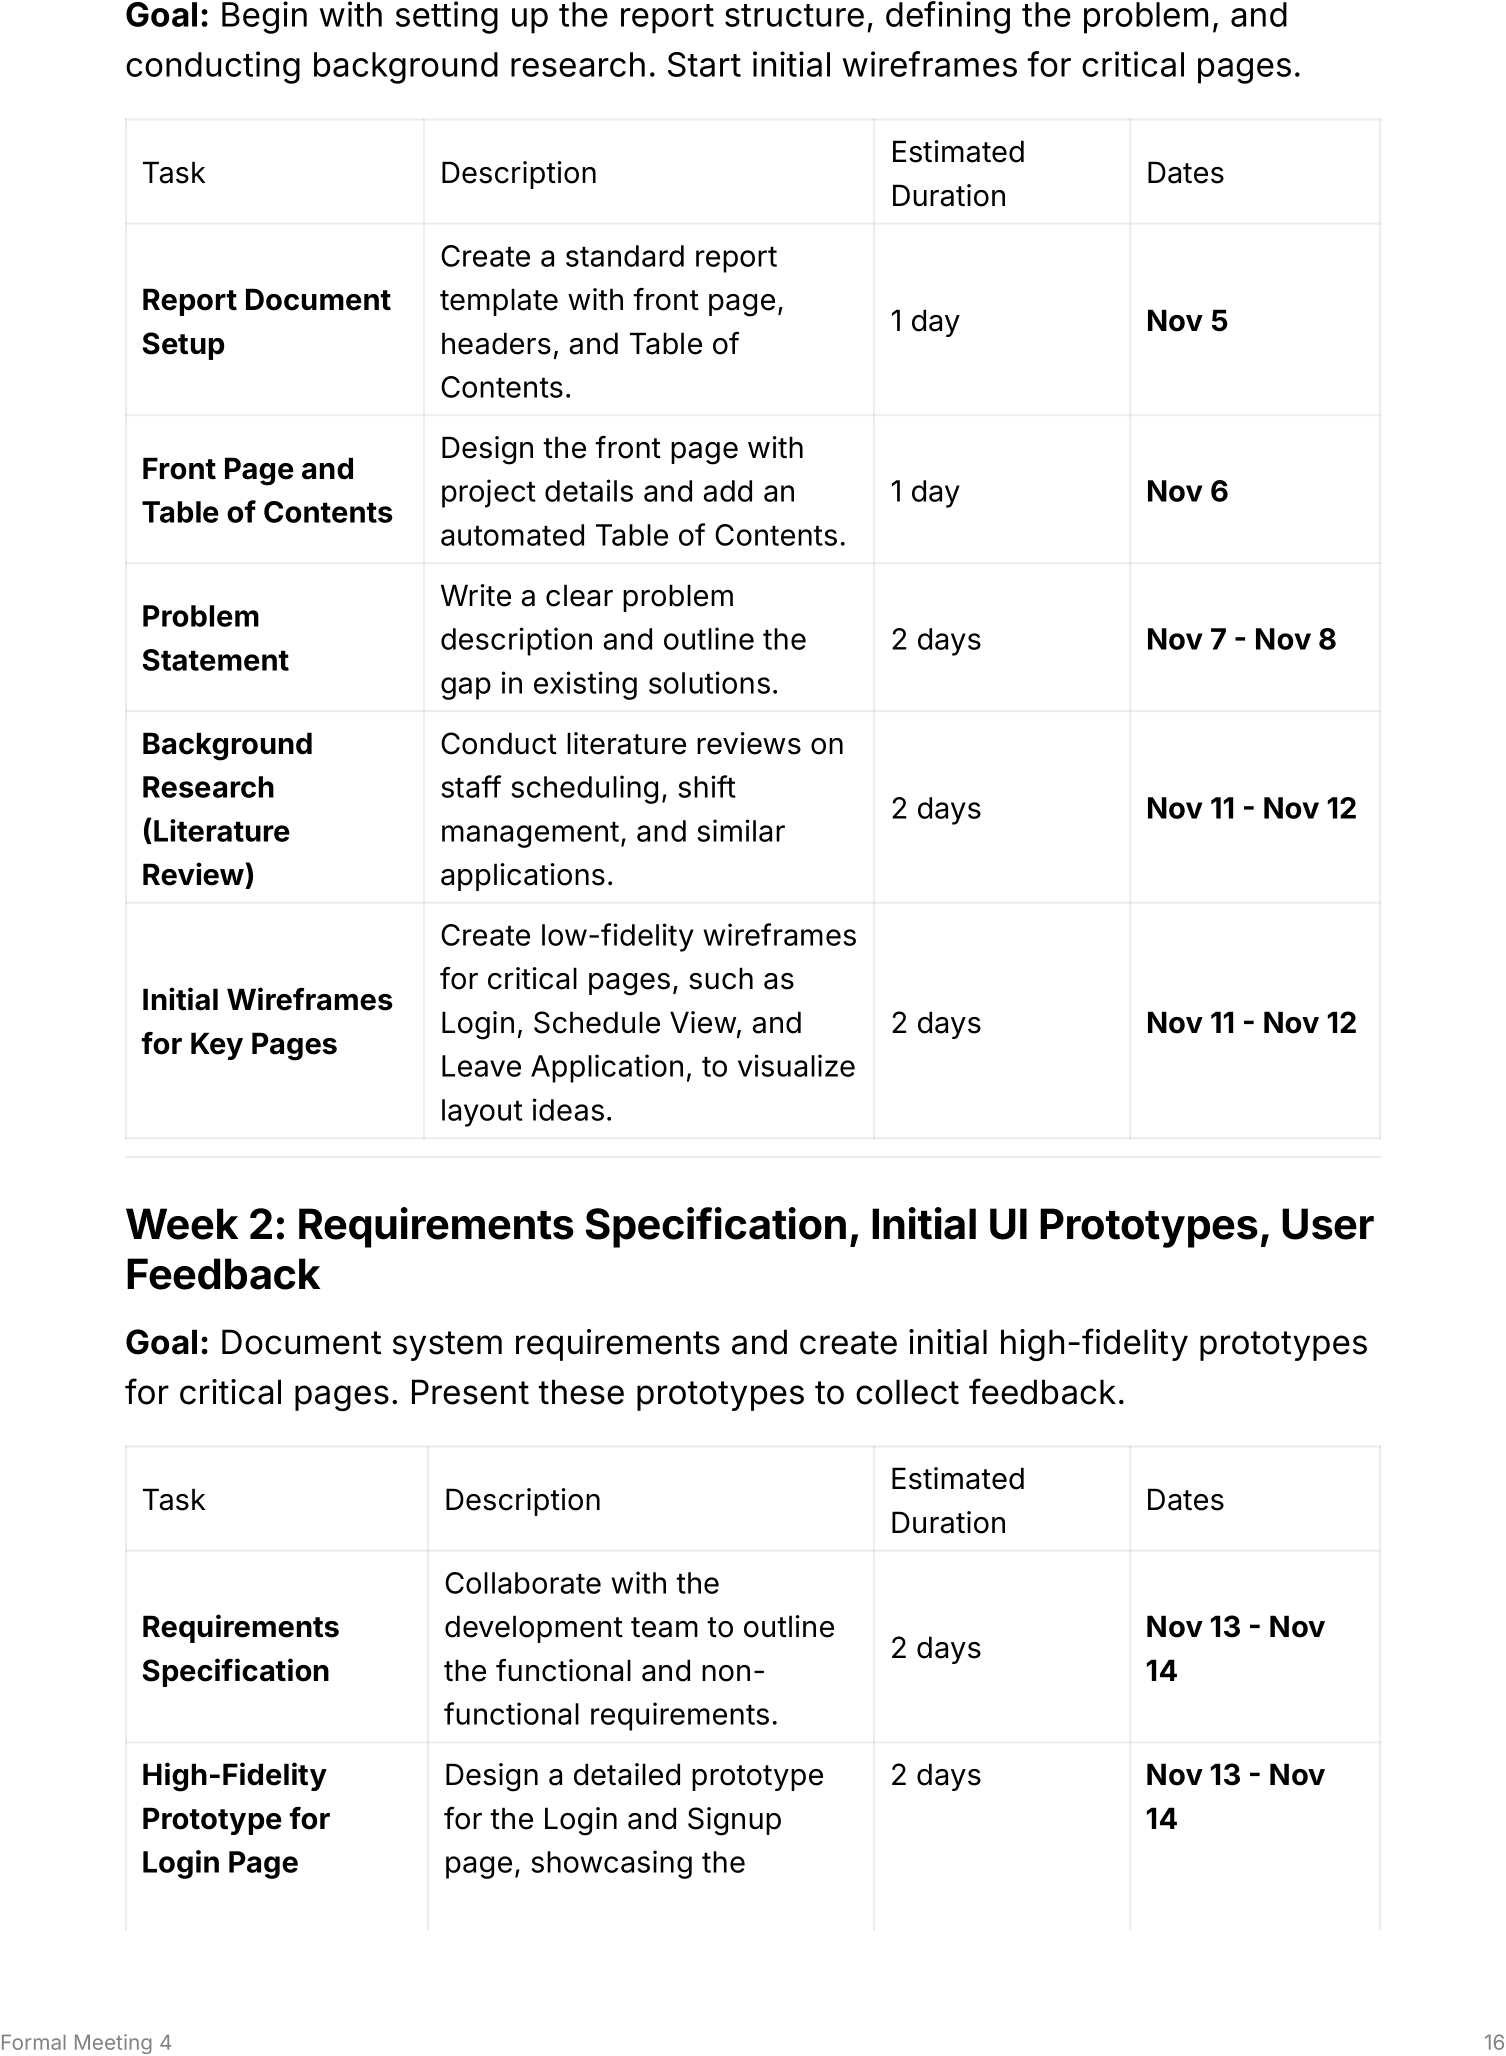 Goal: Begin with setting up the report structure, defining the problem, and
conducting background research. Start initial wireframes for critical pages.
Task
Description
Estimated
Duration
Dates
Report Document
Setup
Create a standard report
template with front page,
headers, and Table of
Contents.
1 day
Nov 5
Front Page and
Table of Contents
Design the front page with
project details and add an
automated Table of Contents.
1 day
Nov 6
Problem
Statement
Write a clear problem
description and outline the
gap in existing solutions.
2 days
Nov 7 - Nov 8
Background
Research
(Literature
Review)
Conduct literature reviews on
staff scheduling, shift
management, and similar
applications.
2 days
Nov 11 - Nov 12
Initial Wireframes
for Key Pages
Create low-fidelity wireframes
for critical pages, such as
Login, Schedule View, and
Leave Application, to visualize
layout ideas.
2 days
Nov 11 - Nov 12
Week 2: Requirements Specification, Initial UI Prototypes, User
Feedback
Goal: Document system requirements and create initial high-fidelity prototypes
for critical pages. Present these prototypes to collect feedback.
Task
Description
Estimated
Duration
Dates
Requirements
Specification
Collaborate with the
development team to outline
the functional and non-
functional requirements.
2 days
Nov 13 - Nov
14
High-Fidelity
Prototype for
Login Page
Design a detailed prototype
for the Login and Signup
page, showcasing the
2 days
Nov 13 - Nov
14
Formal Meeting 4
16